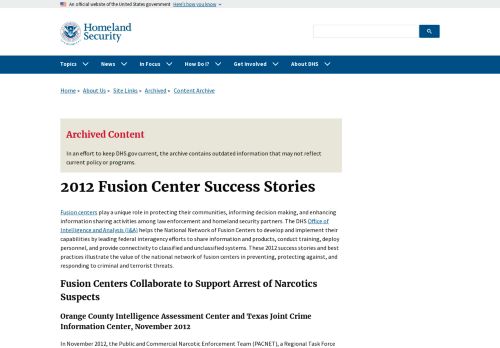 An official website of the United States government Here's how you know
Homeland
Security
Topics News In Focus How Do I? Get Involved About DHS
Home About Us Site Links Archived Content Archive
Archived Content
In an effort to keep DHS.gov current, the archive contains outdated information that may not reflect
current policy or programs.
2012 Fusion Center Success Stories
Fusion centers play a unique role in protecting their communities, informing decision making, and enhancing
information sharing activities among law enforcement and homeland security partners. The DHS Office of
Intelligence and Analysis (I&A) helps the National Network of Fusion Centers to develop and implement their
capabilities by leading federal interagency efforts to share information and products, conduct training, deploy
personnel, and provide connectivity to classified and unclassified systems. These 2012 success stories and best
practices illustrate the value of the national network of fusion centers in preventing, protecting against, and
responding to criminal and terrorist threats.
Fusion Centers Collaborate to Support Arrest of Narcotics
Suspects
Orange County Intelligence Assessment Center and Texas Joint Crime
Information Center, November 2012
In November 2012, the Public and Commercial Narcotic Enforcement Team (PACNET), a Regional Task Force